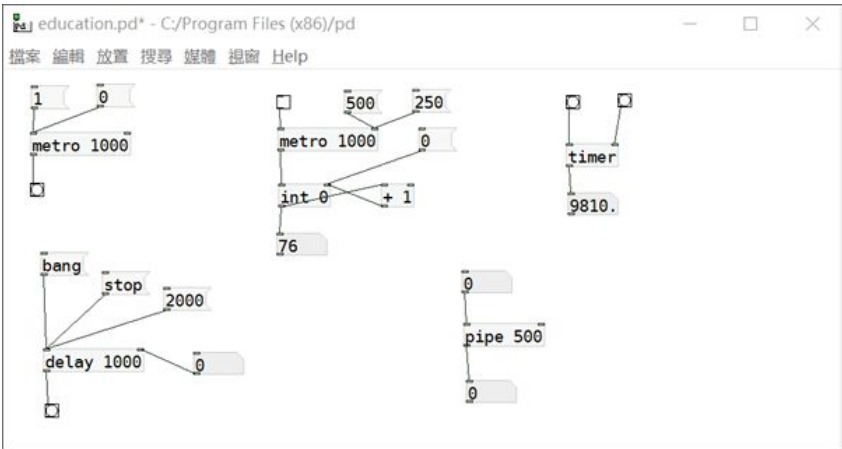 education.pd* - C:/Program Files (x86)/pd
檔案 編輯 放置 搜尋 媒體 視窗 Help
1 0
metro 1000
500 250
metro 1000 0
int 0 + 1
76
timer
9810.
bang
stop
2000
delay 1000 0
0
pipe 500
0